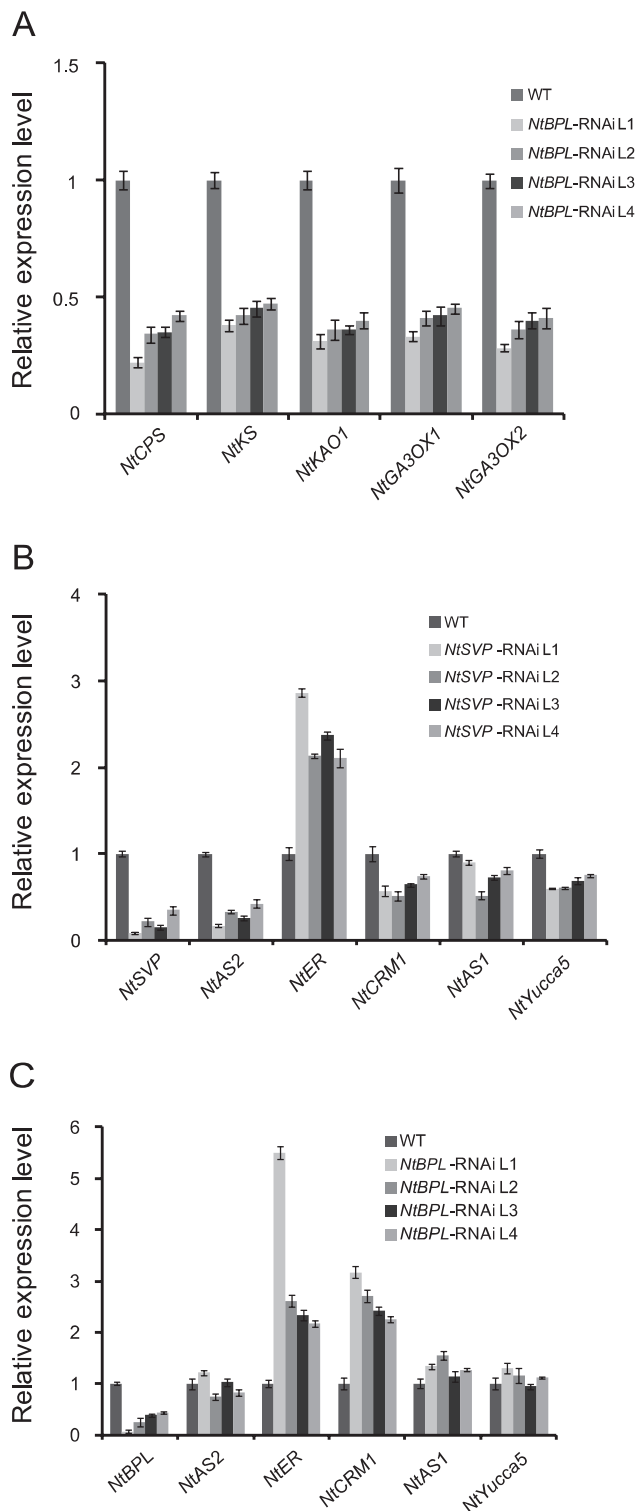 A
Relative expression level
1.5
1
0.5
0
WT
NtBPL-RNAi L1
NtBPL-RNAi L2
NtBPL-RNAi L3
NtBPL-RNAi L4
NtCPS
NtKS
NtKAO1
NtGA3OX1
NtGA3OX2
B
Relative expression level
4
3
2
1
0
WT
NtSVP -RNAi L1
NtSVP -RNAi L2
NtSVP -RNAi L3
NtSVP -RNAi L4
NtSVP
NtAS2
NtER
NtCRM1
NtAS1
NtYucca5
C
Relative expression level
6
5
4
3
2
1
0
WT
NtBPL-RNAi L1
NtBPL-RNAi L2
NtBPL-RNAi L3
NtBPL-RNAi L4
NtBPL
NtAS2
NtER
NtCRM1
NtAS1
NtYucca5